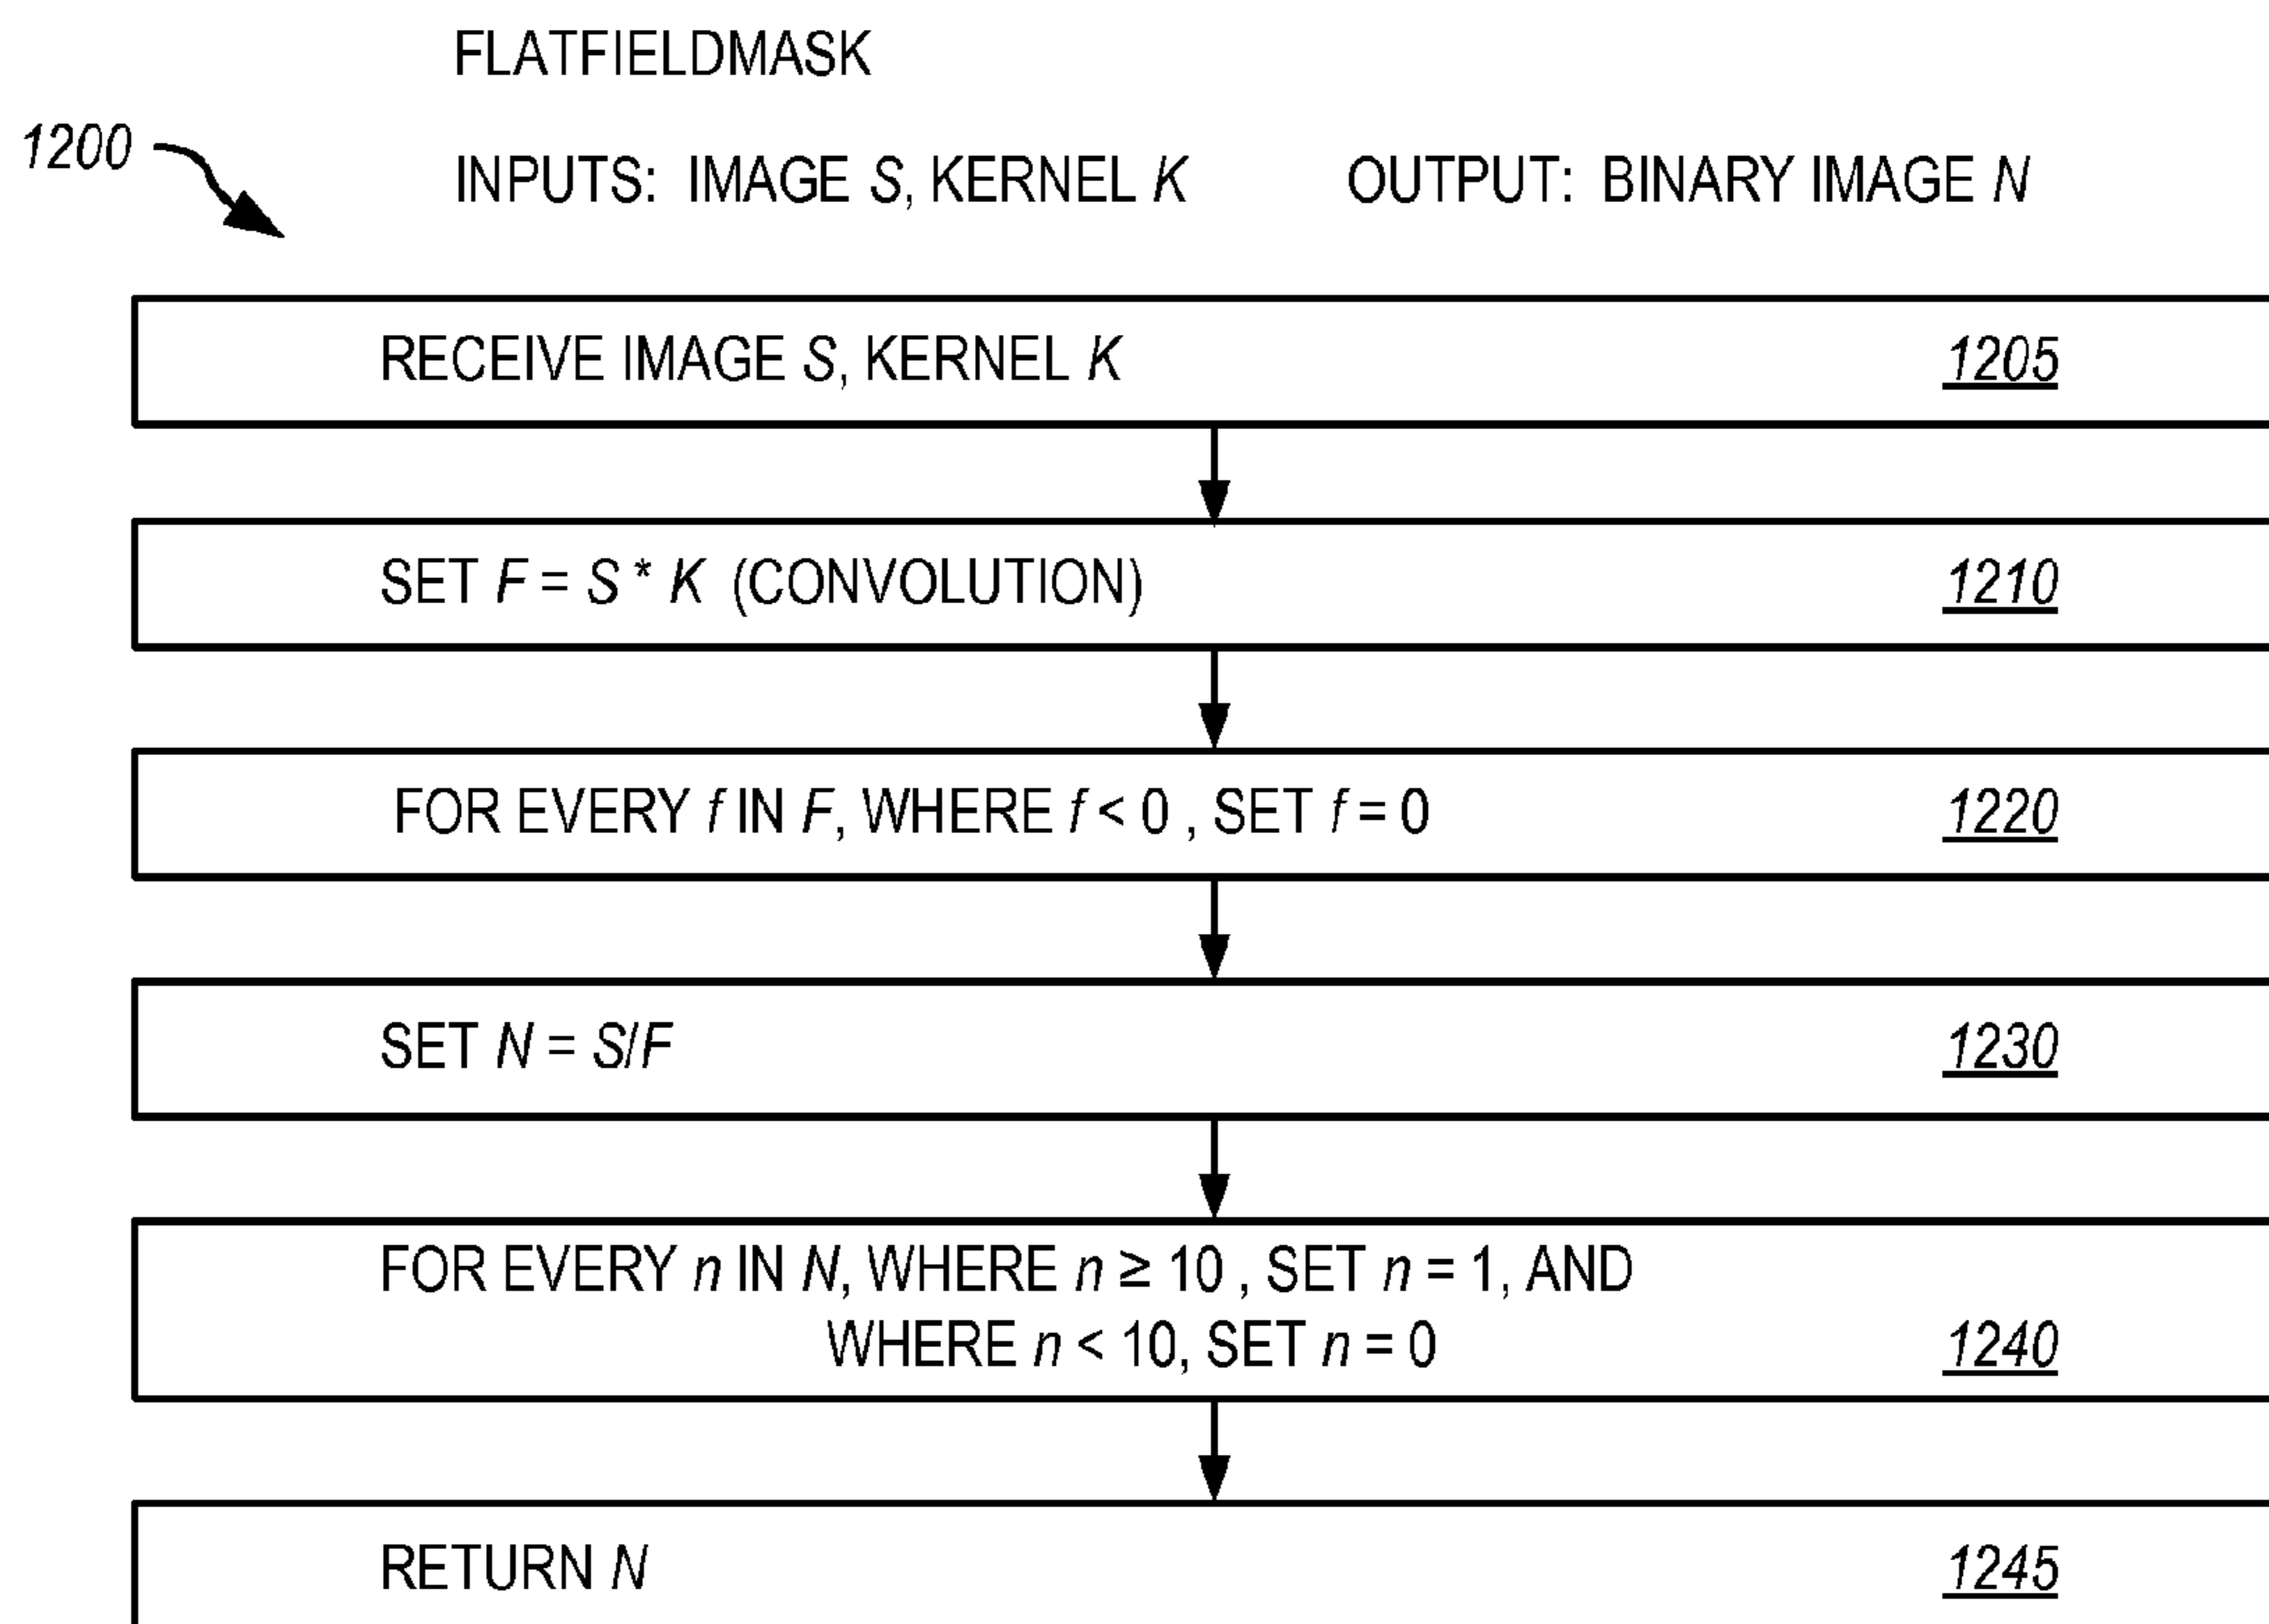 FLATFIELDMASK
1200
INPUTS: IMAGE S, KERNEL K OUTPUT: BINARY IMAGE N
RECEIVE IMAGE S, KERNEL K 1205
SET F = S * K (CONVOLUTION) 1210
FOR EVERY f IN F, WHERE f < 0 , SET f = 0 1220
SET N = S/F 1230
FOR EVERY n IN N, WHERE n ≥ 10 , SET n = 1, AND
WHERE n < 10, SET n = 0 1240
RETURN N 1245